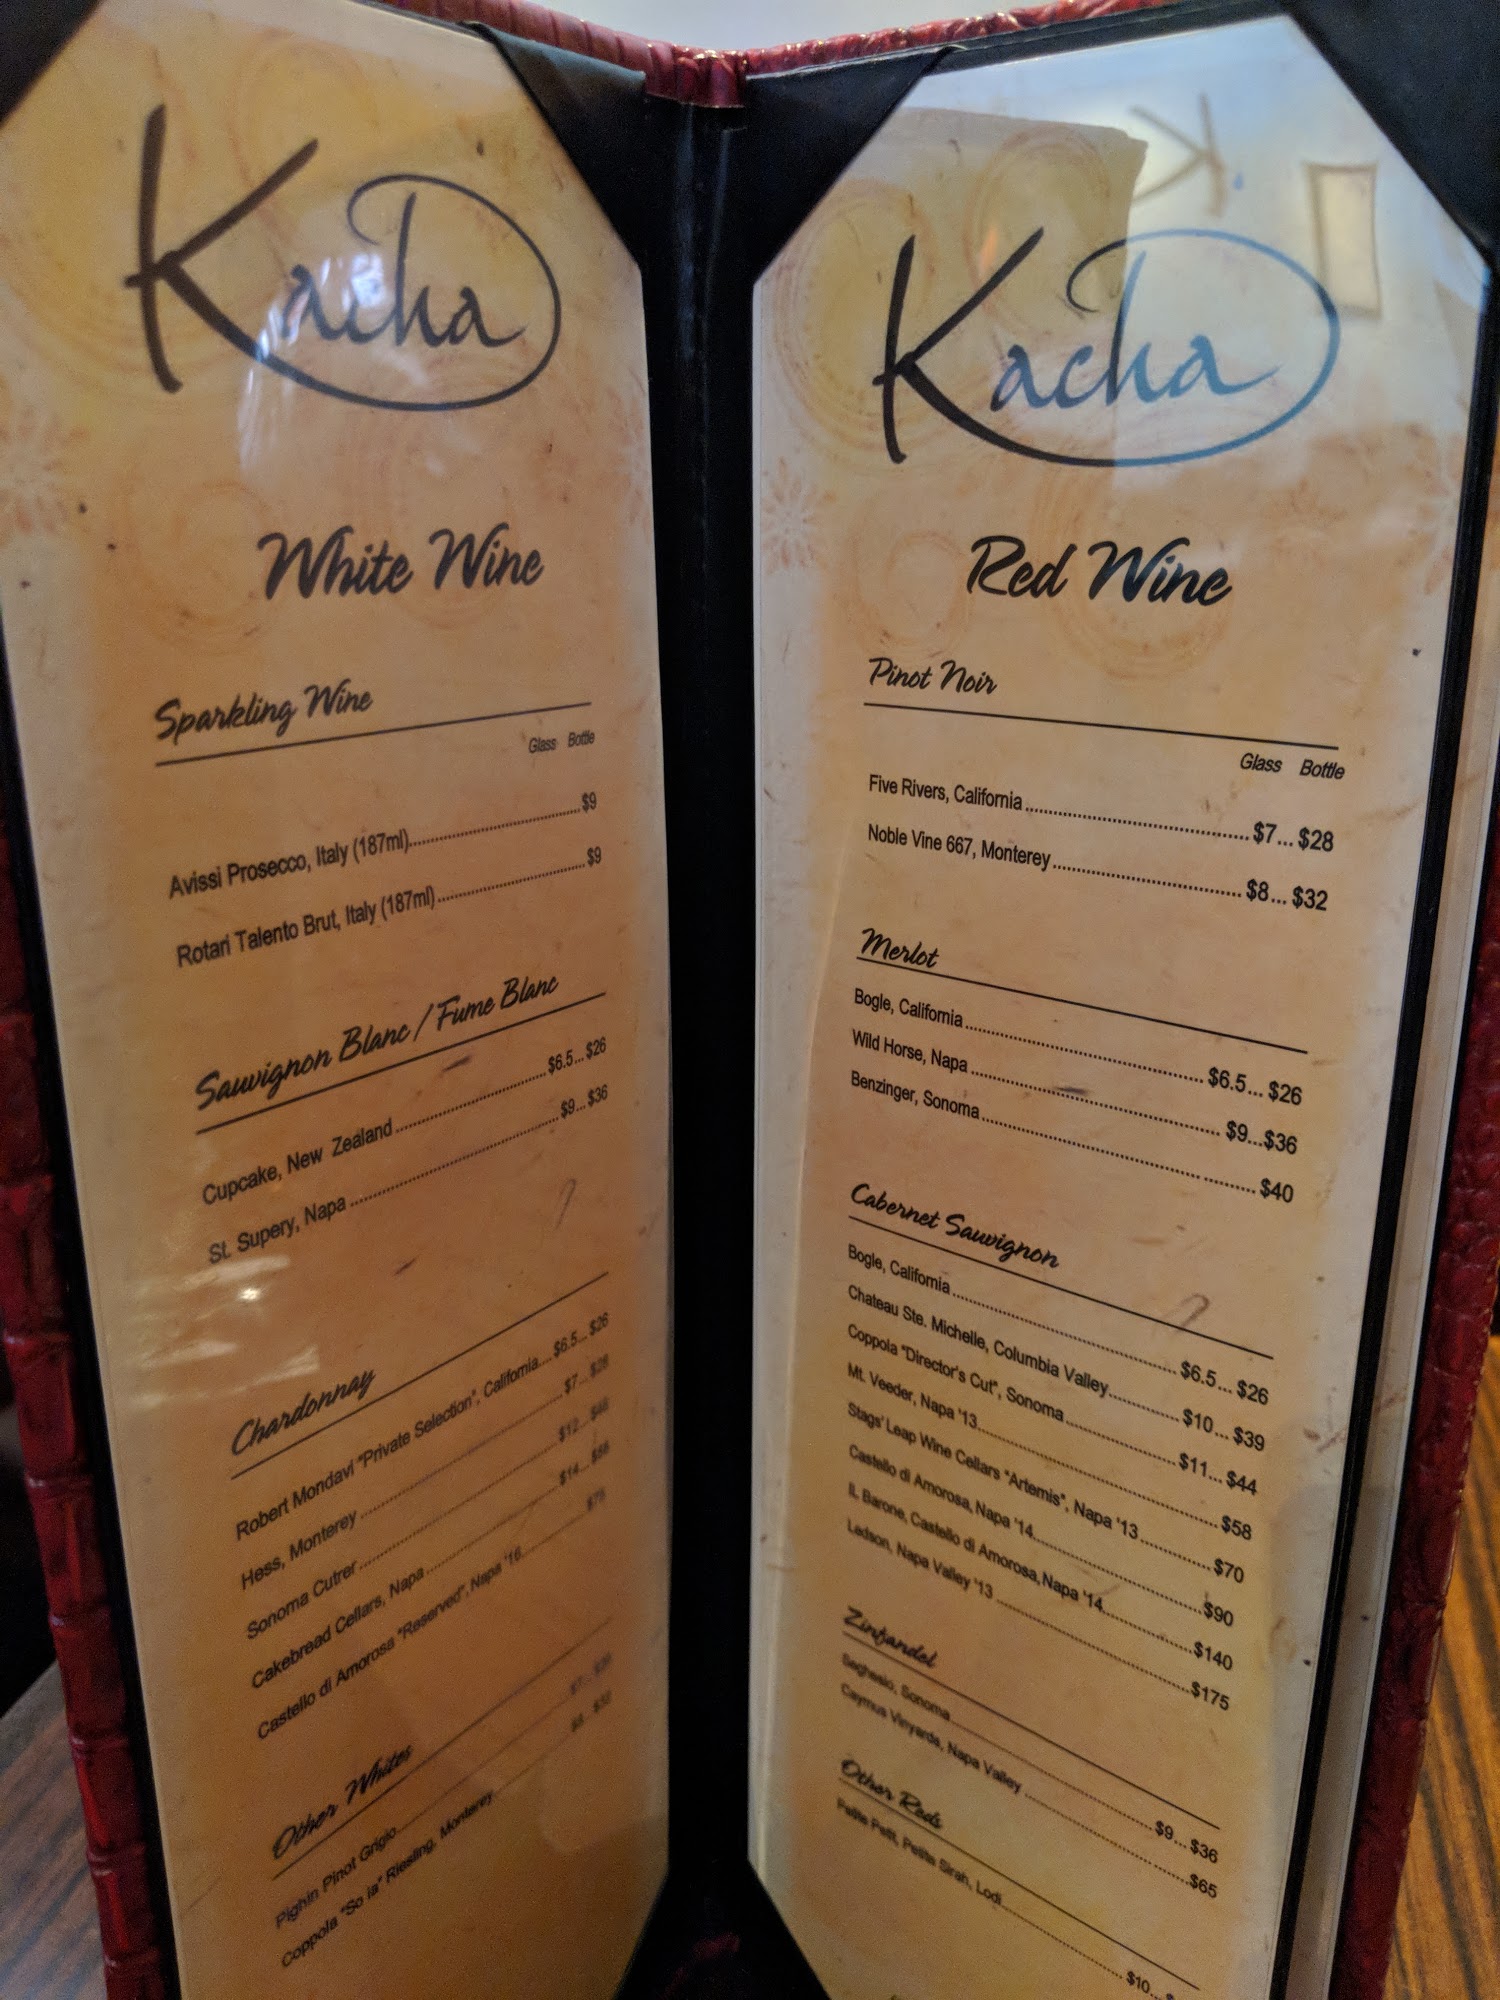 Kacha
White Wine
Sparkling Wine
Glass Bottle
Avissi Prosecco, Italy (187ml)..........$9
Rotari Talento Brut, Italy (187ml)..........$9
Sauvignon Blanc / Fume Blanc
Cupcake, New Zealand..........$6.5...$26
St. Supery, Napa..........$9...$36
Chardonnay
Robert Mondavi "Private Selection", California....$6.5...$26
Hess, Monterey..........$7...$28
Sonoma Cutrer..........$12...
Cakebread Cellars, Napa..........$14...
Castello di Amorosa "Reserved", Napa '16..........
Other Whites
Pighin Pinot Grigio..........$7...
Coppola "So ia" Riesling, Monterey..........$8...
Kacha
Red Wine
Pinot Noir
Glass Bottle
Five Rivers, California..........$7...$28
Noble Vine 667, Monterey..........$8...$32
Merlot
Bogle, California..........$6.5...$26
Wild Horse, Napa..........$9...$36
Benzinger, Sonoma..........$40
Cabernet Sauvignon
Bogle, California..........$6.5...$26
Chateau Ste. Michelle, Columbia Valley..........$10...$39
Coppola "Director's Cut", Sonoma..........$11...$44
Mt. Veeder, Napa '13..........$58
Stags' Leap Wine Cellars "Artemis", Napa '13..........$70
Castello di Amorosa, Napa '14..........$90
IL Barone, Castello di Amorosa, Napa '14..........$140
Ledson, Napa Valley '13..........$175
Zinfandel
Seghesio, Sonoma..........$9...$36
Caymus Vinyards, Napa Valley..........$65
Other Reds
Petite Petit, Petite Sirah, Lodi..........$10...